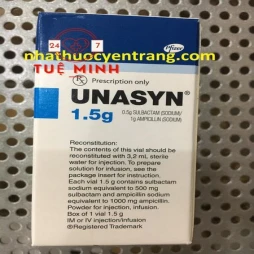 24 7
Pfizer
nhathuocyentrang.com
TUỆ MINH
Rx Prescription only
UNASYN®
1.5g
0.5g SULBACTAM (SODIUM)/
1g AMPICILLIN (SODIUM)
Reconstitution:
The contents of this vial should be
reconstituted with 3,2 mL sterile
water for injection. To prepare
solution for infusion, see the
package insert for instruction.
Each vial 1.5 g contains sulbactam
sodium equivalent to 500 mg
sulbactam and ampicillin sodium
equivalent to 1000 mg ampicillin.
Powder for injection, infusion.
Box of 1 vial 1.5 g
IM or IV injection/infusion
®Registered Trademark